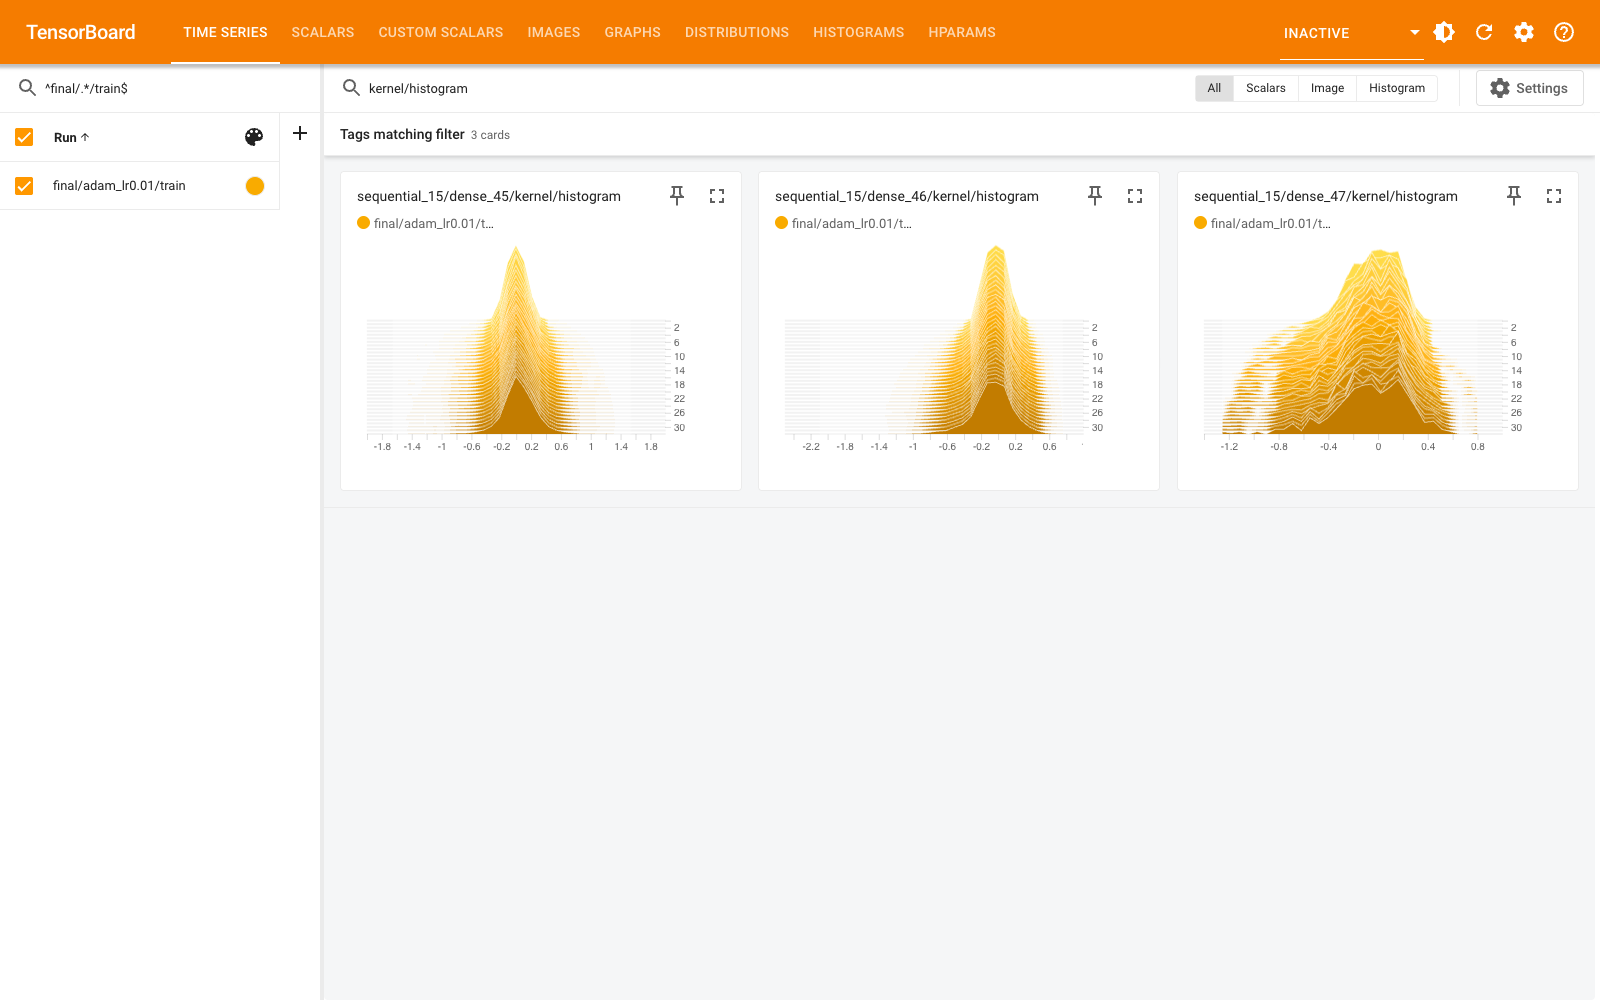 TensorBoard TIME SERIES SCALARS CUSTOM SCALARS IMAGES GRAPHS DISTRIBUTIONS HISTOGRAMS HPARAMS INACTIVE
^final/.*/train$
Run ↑
final/adam_lr0.01/train
kernel/histogram All Scalars Image Histogram Settings
Tags matching filter 3 cards
sequential_15/dense_45/kernel/histogram
final/adam_lr0.01/t...
2
6
10
14
18
22
26
30
-1.8 -1.4 -1 -0.6 -0.2 0.2 0.6 1 1.4 1.8
sequential_15/dense_46/kernel/histogram
final/adam_lr0.01/t...
2
6
10
14
18
22
26
30
-2.2 -1.8 -1.4 -1 -0.6 -0.2 0.2 0.6
sequential_15/dense_47/kernel/histogram
final/adam_lr0.01/t...
2
6
10
14
18
22
26
30
-1.2 -0.8 -0.4 0 0.4 0.8